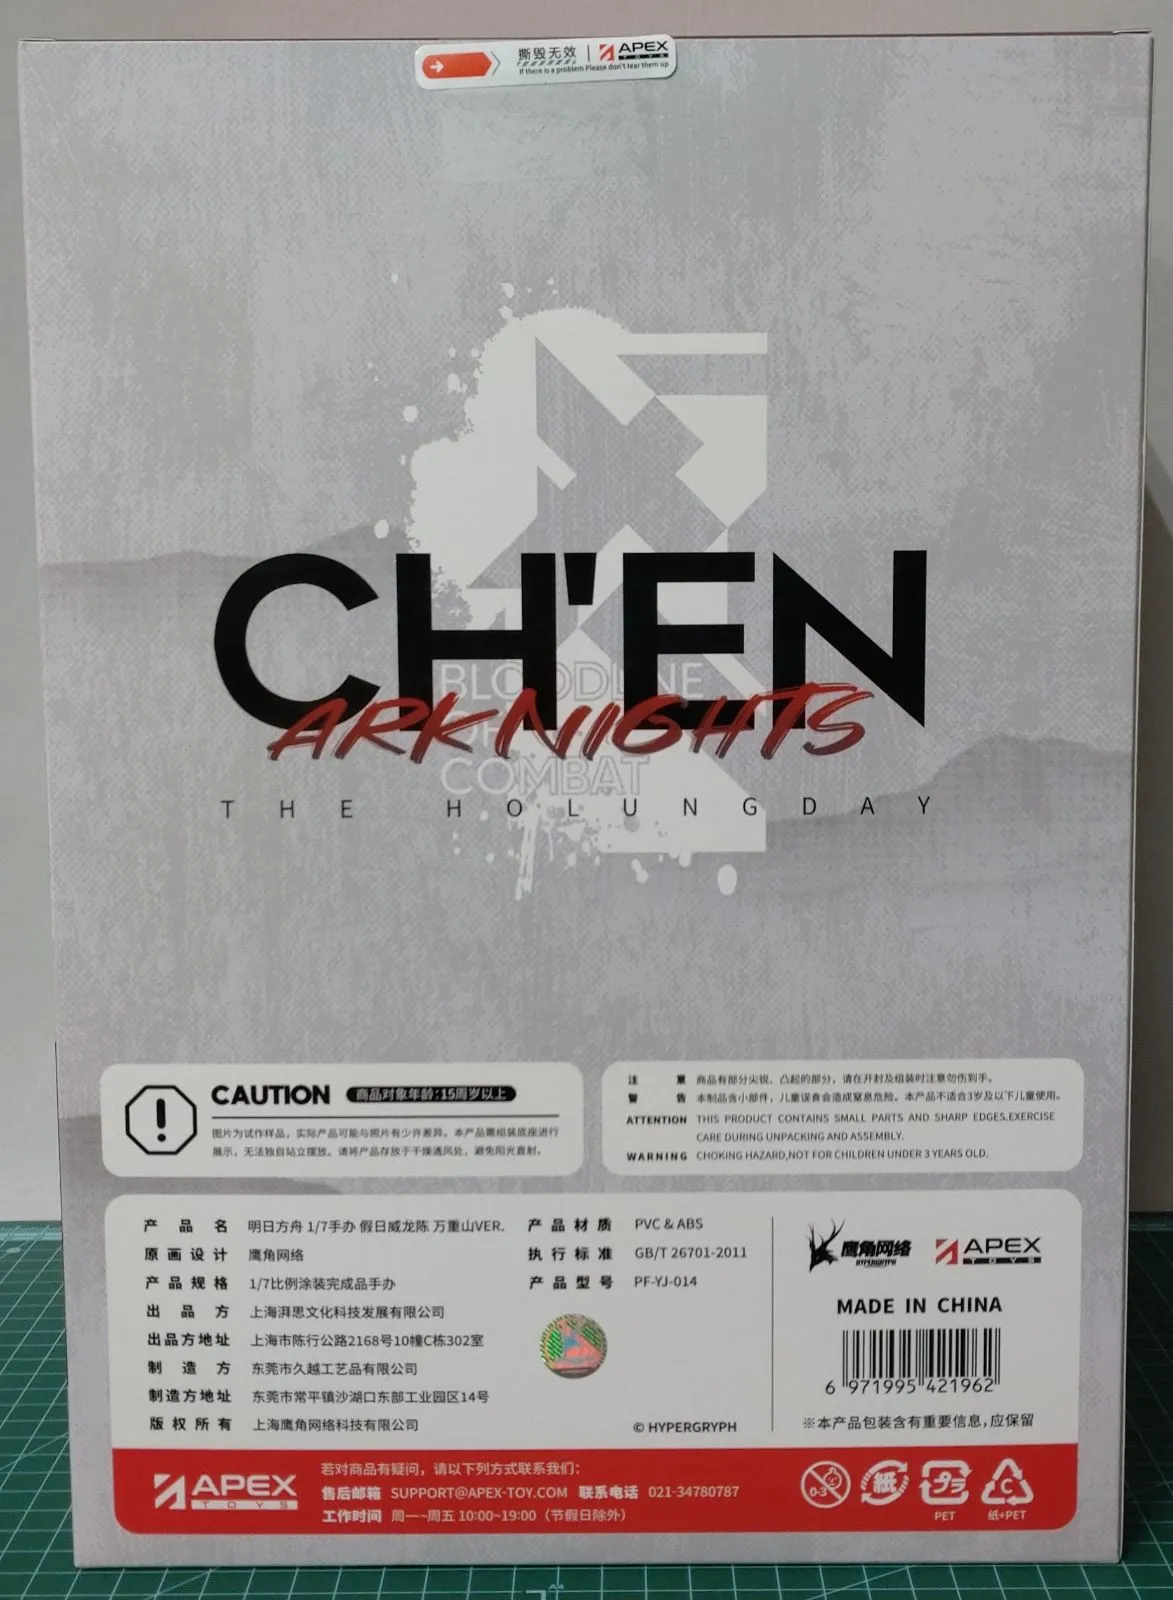 撕毁无效 | APEX TOYS
If there is a problem Please don't tear them up
CH'EN
BLOODLINE
OF
COMBAT
ARKNIGHTS
THE HOLUNGDAY
CAUTION 商品对象年龄:15周岁以上
图片为试作样品，实际产品可能与照片有少许差异。本产品需组装底座进行
展示，无法独自站立摆放。请将产品存放于干燥通风处，避免阳光直射。
注 意 商品有部分尖锐、凸起的部分，请在开封及组装时注意勿伤到手。
警 告 本制品含小部件，儿童误食会造成窒息危险。本产品不适合3岁及以下儿童使用。
ATTENTION THIS PRODUCT CONTAINS SMALL PARTS AND SHARP EDGES.EXERCISE
CARE DURING UNPACKING AND ASSEMBLY.
WARNING CHOKING HAZARD,NOT FOR CHILDREN UNDER 3 YEARS OLD.
产品名 明日方舟 1/7手办 假日威龙陈 万重山VER.
原画设计 鹰角网络
产品规格 1/7比例涂装完成品手办
出品方 上海湃思文化科技发展有限公司
出品方地址 上海市陈行公路2168号10幢C栋302室
制造方 东莞市久越工艺品有限公司
制造方地址 东莞市常平镇沙湖口东部工业园区14号
版权所有 上海鹰角网络科技有限公司
产品材质 PVC & ABS
执行标准 GB/T 26701-2011
产品型号 PF-YJ-014
© HYPERGRYPH
鹰角网络 HYPERGRYPH APEX TOYS
MADE IN CHINA
6 971995 421962
※本产品包装含有重要信息,应保留
APEX TOYS
若对商品有疑问，请以下列方式联系我们：
售后邮箱 SUPPORT@APEX-TOY.COM 联系电话 021-34780787
工作时间 周一~周五 10:00~19:00（节假日除外）
0-3 紙 プラ C
PET 纸+PET